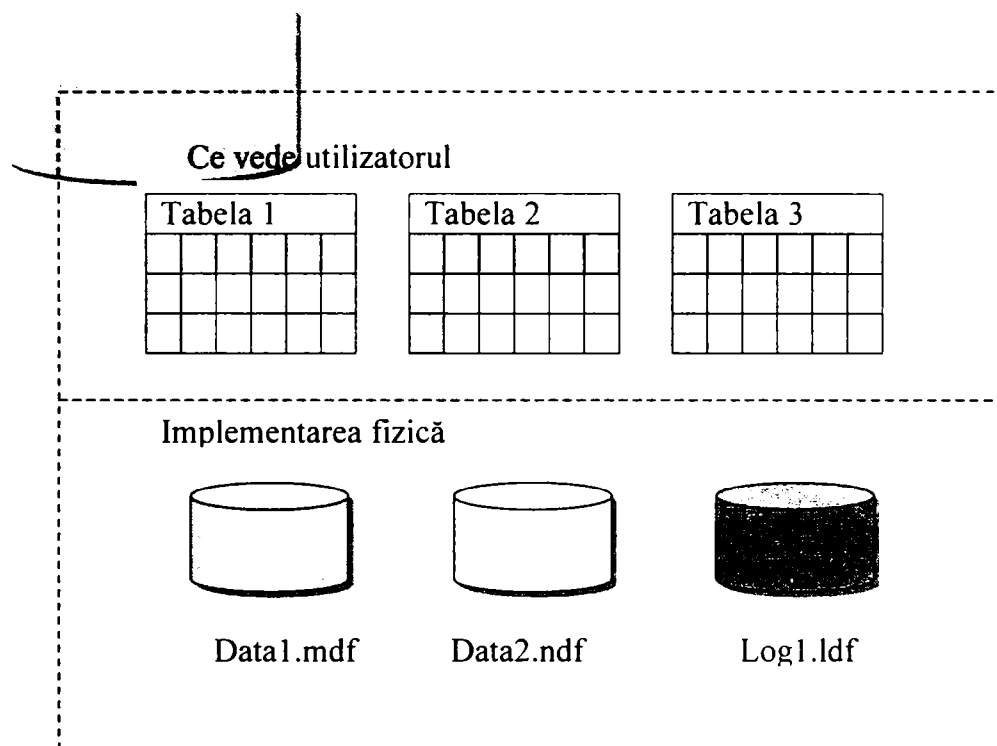 Ce vede utilizatorul
Tabela 1 Tabela 2 Tabela 3
Implementarea fizică
Data1.mdf Data2.ndf Log1.ldf